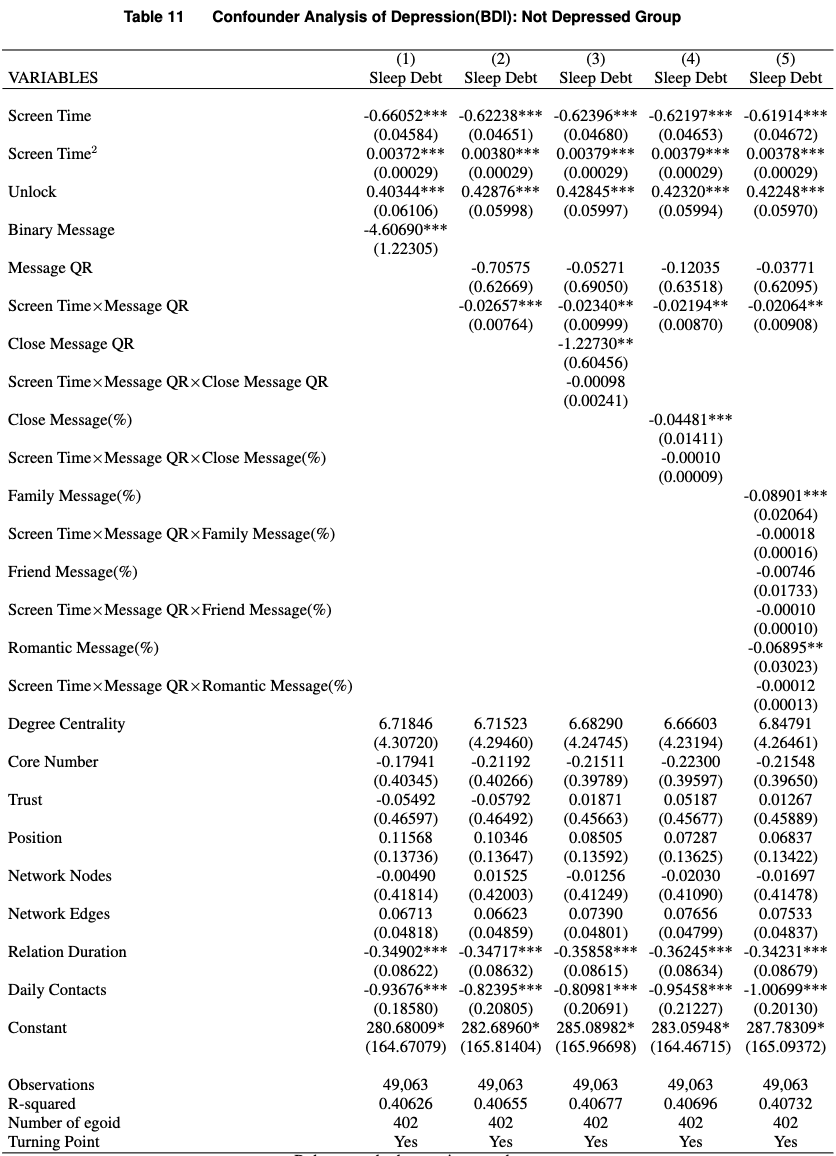 Table 11 Confounder Analysis of Depression(BDI): Not Depressed Group
(1) (2) (3) (4) (5)
VARIABLES Sleep Debt Sleep Debt Sleep Debt Sleep Debt Sleep Debt
Screen Time -0.66052*** -0.62238*** -0.62396*** -0.62197*** -0.61914***
(0.04584) (0.04651) (0.04680) (0.04653) (0.04672)
Screen Time² 0.00372*** 0.00380*** 0.00379*** 0.00379*** 0.00378***
(0.00029) (0.00029) (0.00029) (0.00029) (0.00029)
Unlock 0.40344*** 0.42876*** 0.42845*** 0.42320*** 0.42248***
(0.06106) (0.05998) (0.05997) (0.05994) (0.05970)
Binary Message -4.60690***
(1.22305)
Message QR -0.70575 -0.05271 -0.12035 -0.03771
(0.62669) (0.69050) (0.63518) (0.62095)
Screen Time×Message QR -0.02657*** -0.02340** -0.02194** -0.02064**
(0.00764) (0.00999) (0.00870) (0.00908)
Close Message QR -1.22730**
(0.60456)
Screen Time×Message QR×Close Message QR -0.00098
(0.00241)
Close Message(%) -0.04481***
(0.01411)
Screen Time×Message QR×Close Message(%) -0.00010
(0.00009)
Family Message(%) -0.08901***
(0.02064)
Screen Time×Message QR×Family Message(%) -0.00018
(0.00016)
Friend Message(%) -0.00746
(0.01733)
Screen Time×Message QR×Friend Message(%) -0.00010
(0.00010)
Romantic Message(%) -0.06895**
(0.03023)
Screen Time×Message QR×Romantic Message(%) -0.00012
(0.00013)
Degree Centrality 6.71846 6.71523 6.68290 6.66603 6.84791
(4.30720) (4.29460) (4.24745) (4.23194) (4.26461)
Core Number -0.17941 -0.21192 -0.21511 -0.22300 -0.21548
(0.40345) (0.40266) (0.39789) (0.39597) (0.39650)
Trust -0.05492 -0.05792 0.01871 0.05187 0.01267
(0.46597) (0.46492) (0.45663) (0.45677) (0.45889)
Position 0.11568 0.10346 0.08505 0.07287 0.06837
(0.13736) (0.13647) (0.13592) (0.13625) (0.13422)
Network Nodes -0.00490 0.01525 -0.01256 -0.02030 -0.01697
(0.41814) (0.42003) (0.41249) (0.41090) (0.41478)
Network Edges 0.06713 0.06623 0.07390 0.07656 0.07533
(0.04818) (0.04859) (0.04801) (0.04799) (0.04837)
Relation Duration -0.34902*** -0.34717*** -0.35858*** -0.36245*** -0.34231***
(0.08622) (0.08632) (0.08615) (0.08634) (0.08679)
Daily Contacts -0.93676*** -0.82395*** -0.80981*** -0.95458*** -1.00699***
(0.18580) (0.20805) (0.20691) (0.21227) (0.20130)
Constant 280.68009* 282.68960* 285.08982* 283.05948* 287.78309*
(164.67079) (165.81404) (165.96698) (164.46715) (165.09372)
Observations 49,063 49,063 49,063 49,063 49,063
R-squared 0.40626 0.40655 0.40677 0.40696 0.40732
Number of egoid 402 402 402 402 402
Turning Point Yes Yes Yes Yes Yes